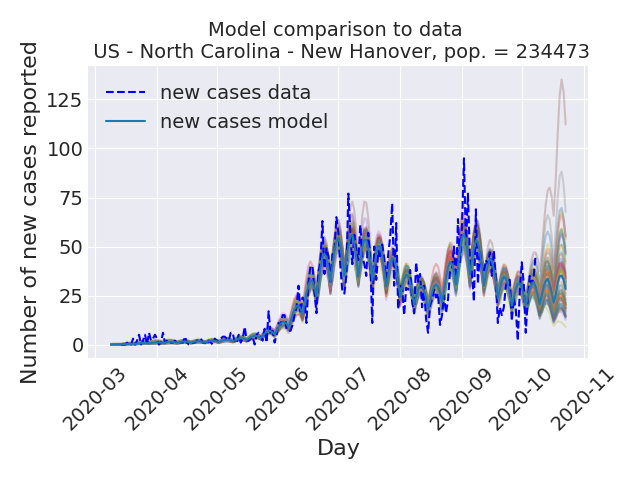 Model comparison to data
US - North Carolina - New Hanover, pop. = 234473
Number of new cases reported
125
100
75
50
25
0
new cases data
new cases model
2020-03
2020-04
2020-05
2020-06
2020-07
2020-08
2020-09
2020-10
2020-11
Day